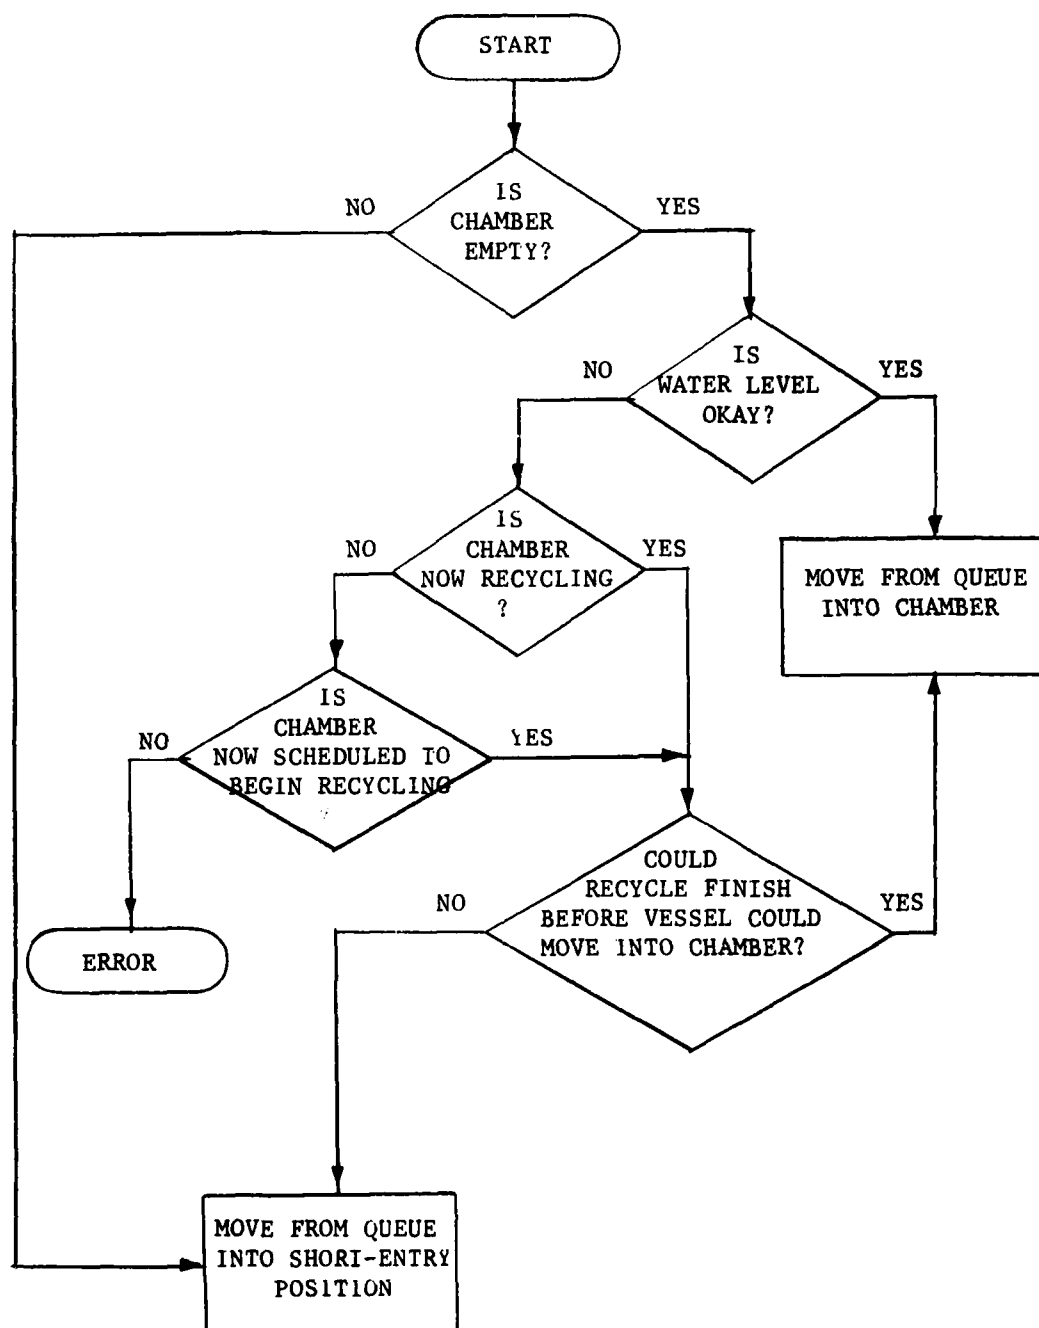 START
IS
CHAMBER
EMPTY?
NO
YES
IS
WATER LEVEL
OKAY?
NO
YES
IS
CHAMBER
NOW RECYCLING
?
NO
YES
MOVE FROM QUEUE
INTO CHAMBER
IS
CHAMBER
NOW SCHEDULED TO
BEGIN RECYCLING
NO
YES
COULD
RECYCLE FINISH
BEFORE VESSEL COULD
MOVE INTO CHAMBER?
NO
YES
ERROR
MOVE FROM QUEUE
INTO SHORI-ENTRY
POSITION